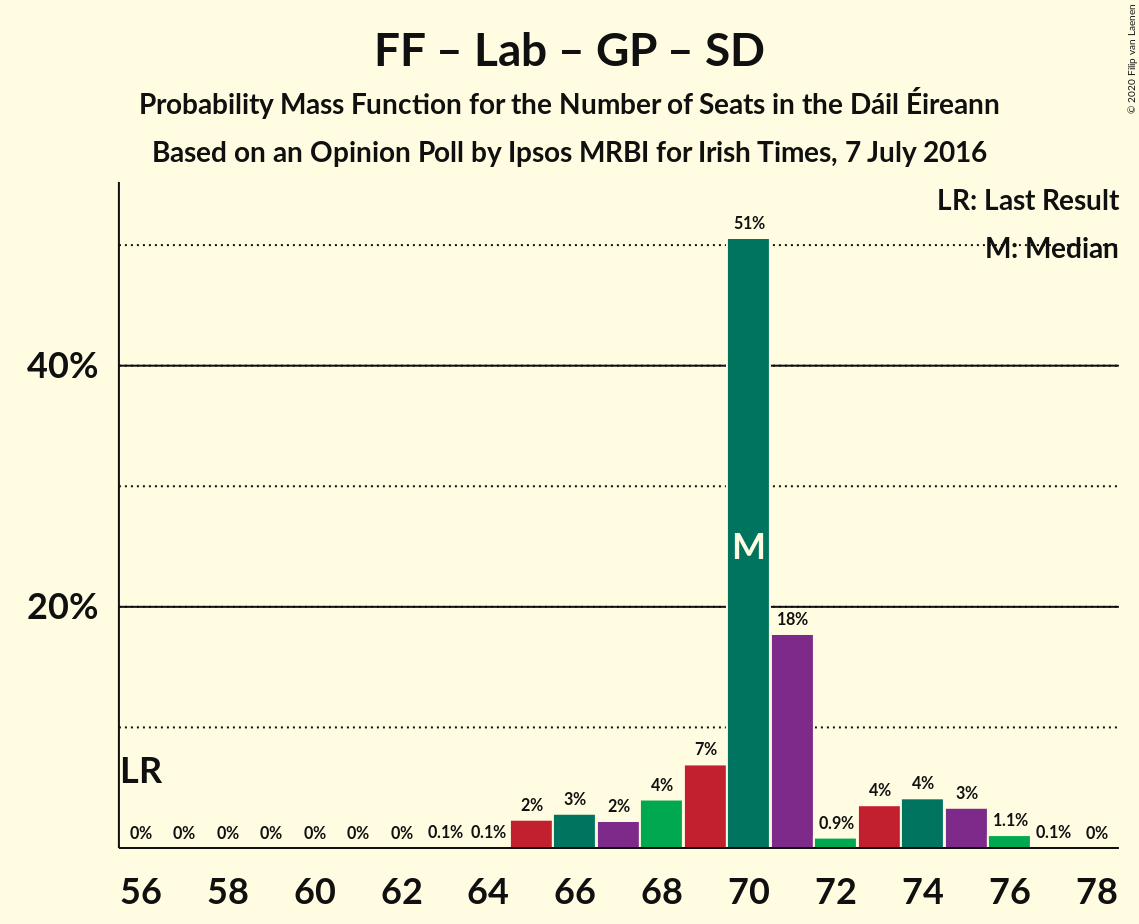 FF – Lab – GP – SD
Probability Mass Function for the Number of Seats in the Dáil Éireann
Based on an Opinion Poll by Ipsos MRBI for Irish Times, 7 July 2016
© 2020 Filip van Laenen
LR: Last Result
M: Median
51%
40%
M
20%
18%
LR
7%
0% 0% 0% 0% 0% 0% 0% 0.1% 0.1% 2% 3% 2% 4% 0.9% 4% 4% 3% 1.1% 0.1% 0%
56 58 60 62 64 66 68 70 72 74 76 78